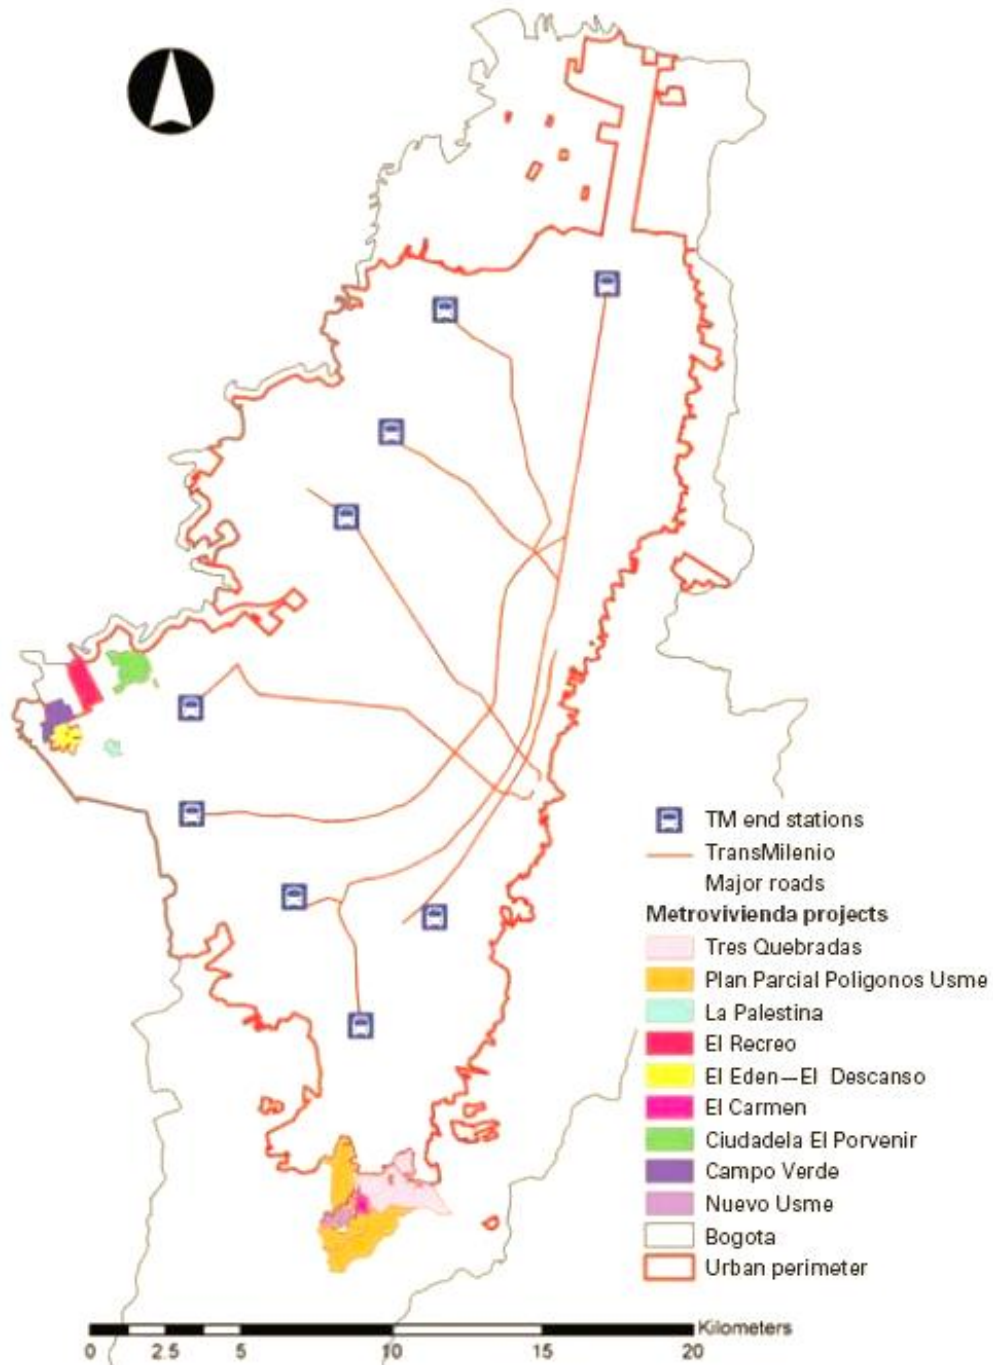 TM end stations
TransMilenio
Major roads
Metrovivienda projects
Tres Quebradas
Plan Parcial Poligonos Usme
La Palestina
El Recreo
El Eden—El Descanso
El Carmen
Ciudadela El Porvenir
Campo Verde
Nuevo Usme
Bogota
Urban perimeter
Kilometers
0 2.5 5 10 15 20